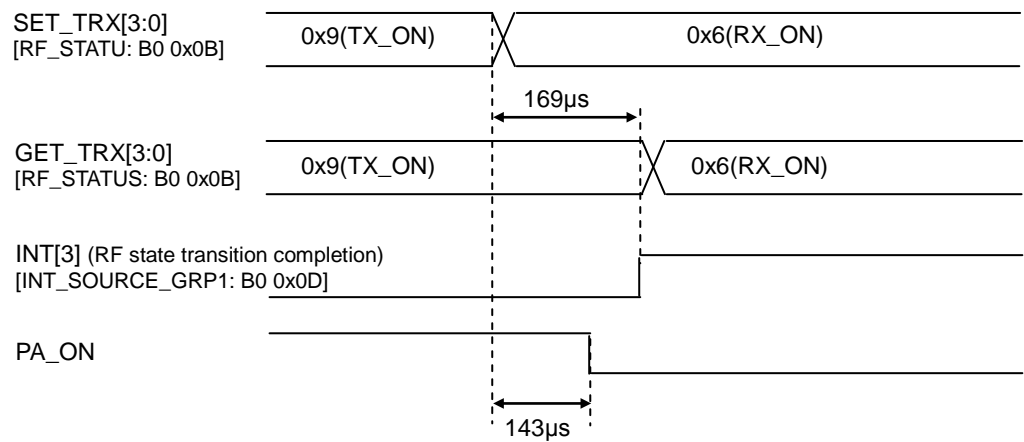 SET_TRX[3:0]
[RF_STATU: B0 0x0B]
0x9(TX_ON)
0x6(RX_ON)
169µs
GET_TRX[3:0]
[RF_STATUS: B0 0x0B]
0x9(TX_ON)
0x6(RX_ON)
INT[3] (RF state transition completion)
[INT_SOURCE_GRP1: B0 0x0D]
PA_ON
143µs